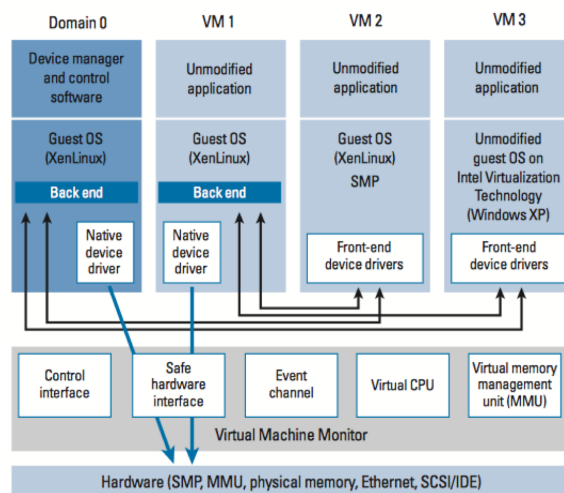 Domain 0
VM 1
VM 2
VM 3
Device manager
and control
software
Unmodified
application
Unmodified
application
Unmodified
application
Guest OS
(XenLinux)
Back end
Native
device
driver
Guest OS
(XenLinux)
Back end
Native
device
driver
Guest OS
(XenLinux)
SMP
Front-end
device drivers
Unmodified
guest OS on
Intel Virtualization
Technology
(Windows XP)
Front-end
device drivers
Control
interface
Safe
hardware
interface
Event
channel
Virtual CPU
Virtual memory
management
unit (MMU)
Virtual Machine Monitor
Hardware (SMP, MMU, physical memory, Ethernet, SCSI/IDE)